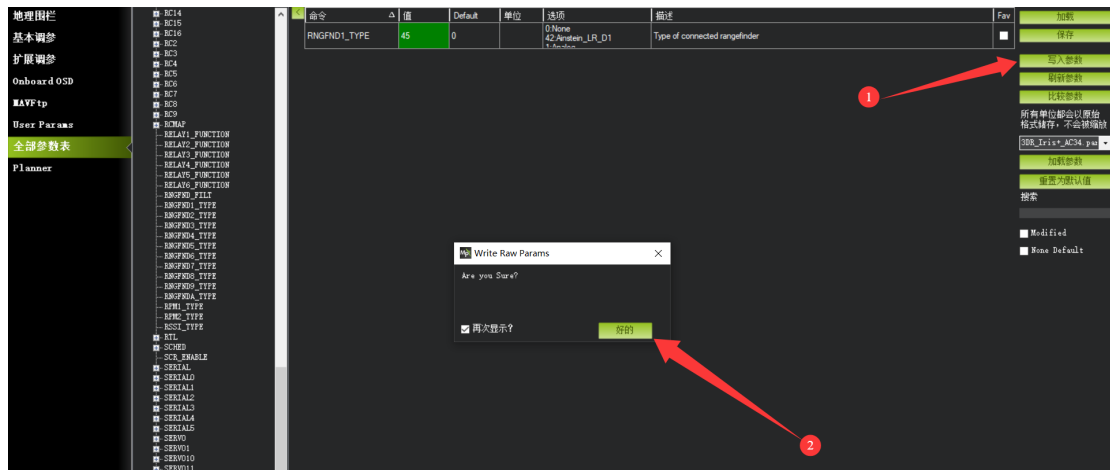 地理围栏
基本调参
扩展调参
Onboard OSD
MAVFtp
User Params
全部参数表
Planner
RC14
RC15
RC16
RC2
RC3
RC4
RC5
RC6
RC7
RC8
RC9
RCMAP
RELAY1_FUNCTION
RELAY2_FUNCTION
RELAY3_FUNCTION
RELAY4_FUNCTION
RELAY5_FUNCTION
RELAY6_FUNCTION
RNGFND_FILT
RNGFND1_TYPE
RNGFND2_TYPE
RNGFND3_TYPE
RNGFND4_TYPE
RNGFND5_TYPE
RNGFND6_TYPE
RNGFND7_TYPE
RNGFND8_TYPE
RNGFND9_TYPE
RNGFNDA_TYPE
RPM1_TYPE
RPM2_TYPE
RSSI_TYPE
RTL
SCHED
SCR_ENABLE
SERIAL
SERIAL0
SERIAL1
SERIAL2
SERIAL3
SERIAL4
SERIAL5
SERVO
SERVO1
SERVO10
SERVO11
命令 值 Default 单位 选项 描述 Fav
RNGFND1_TYPE 45 0 0:None Type of connected rangefinder
42:Ainstein_LR_D1
1:Analog
Write Raw Params
Are you Sure?
再次显示?
好的
1
2
加载
保存
写入参数
刷新参数
比较参数
所有单位都会以原始
格式储存，不会被缩放
3DR_Iris+_AC34.par
加载参数
重置为默认值
搜索
Modified
None Default